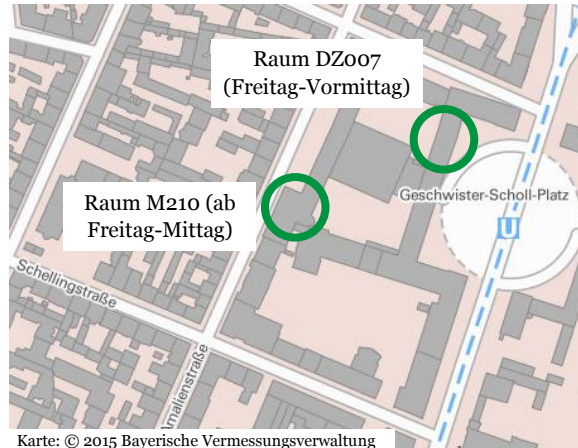 Raum DZ007
(Freitag-Vormittag)
Raum M210 (ab
Freitag-Mittag)
Geschwister-Scholl-Platz
U
Schellingstraße
Amalienstraße
Karte: © 2015 Bayerische Vermessungsverwaltung